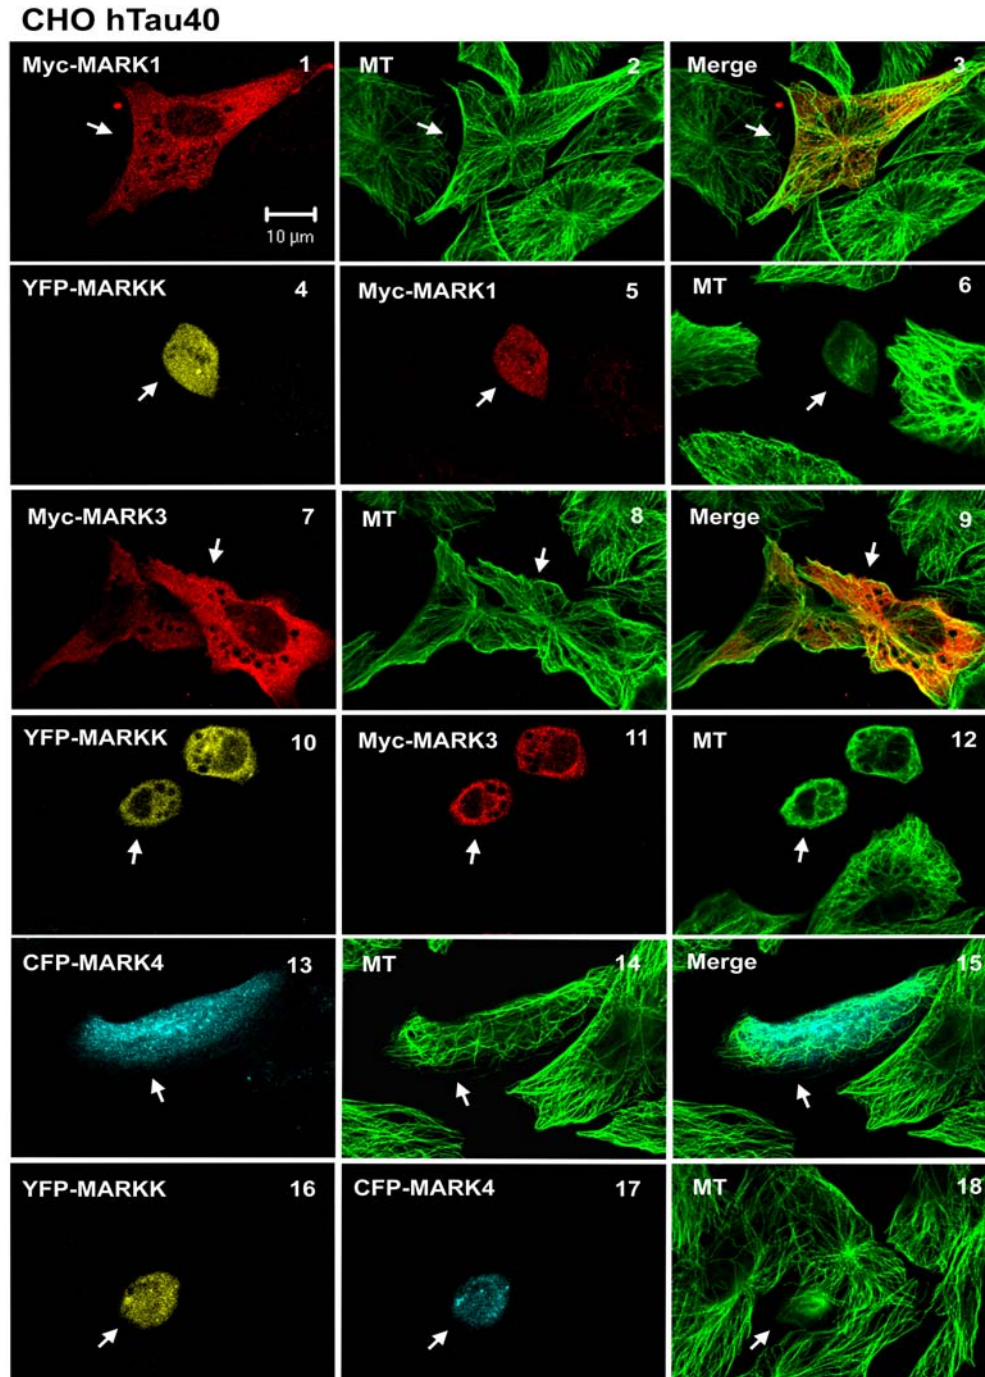 CHO hTau40
Myc-MARK1 1
10 µm
MT 2
Merge 3
YFP-MARKK 4
Myc-MARK1 5
MT 6
Myc-MARK3 7
MT 8
Merge 9
YFP-MARKK 10
Myc-MARK3 11
MT 12
CFP-MARK4 13
MT 14
Merge 15
YFP-MARKK 16
CFP-MARK4 17
MT 18